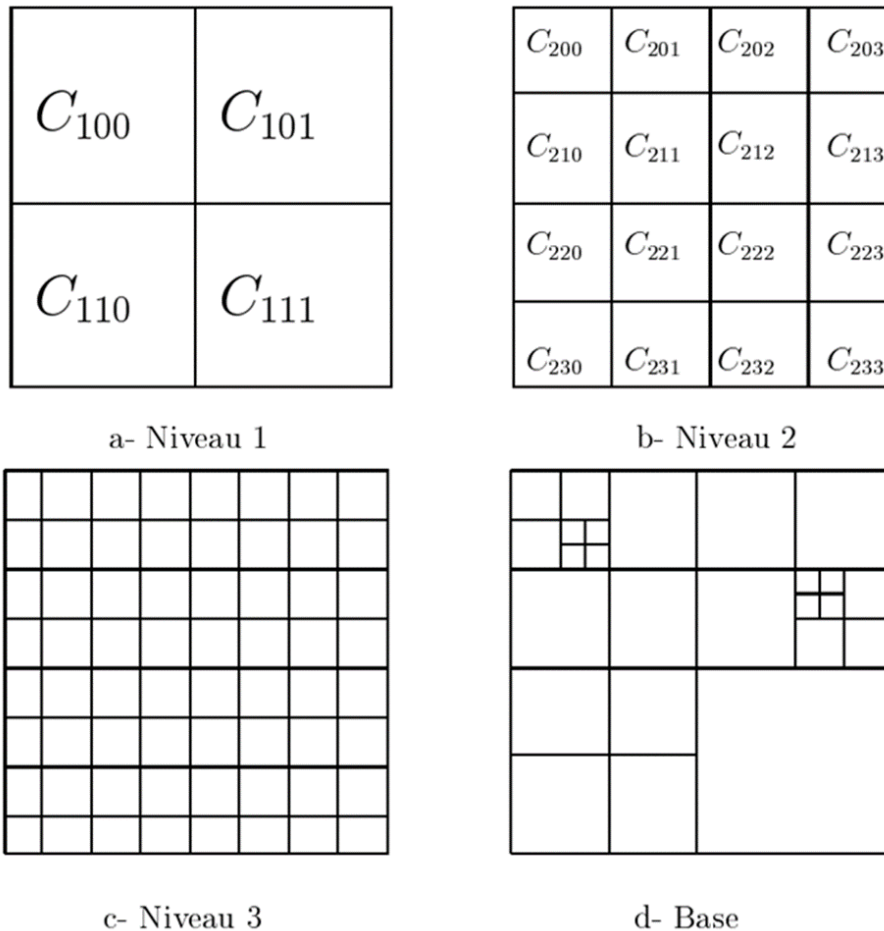 C100 C101
C110 C111
a- Niveau 1
C200 C201 C202 C203
C210 C211 C212 C213
C220 C221 C222 C223
C230 C231 C232 C233
b- Niveau 2
c- Niveau 3
d- Base